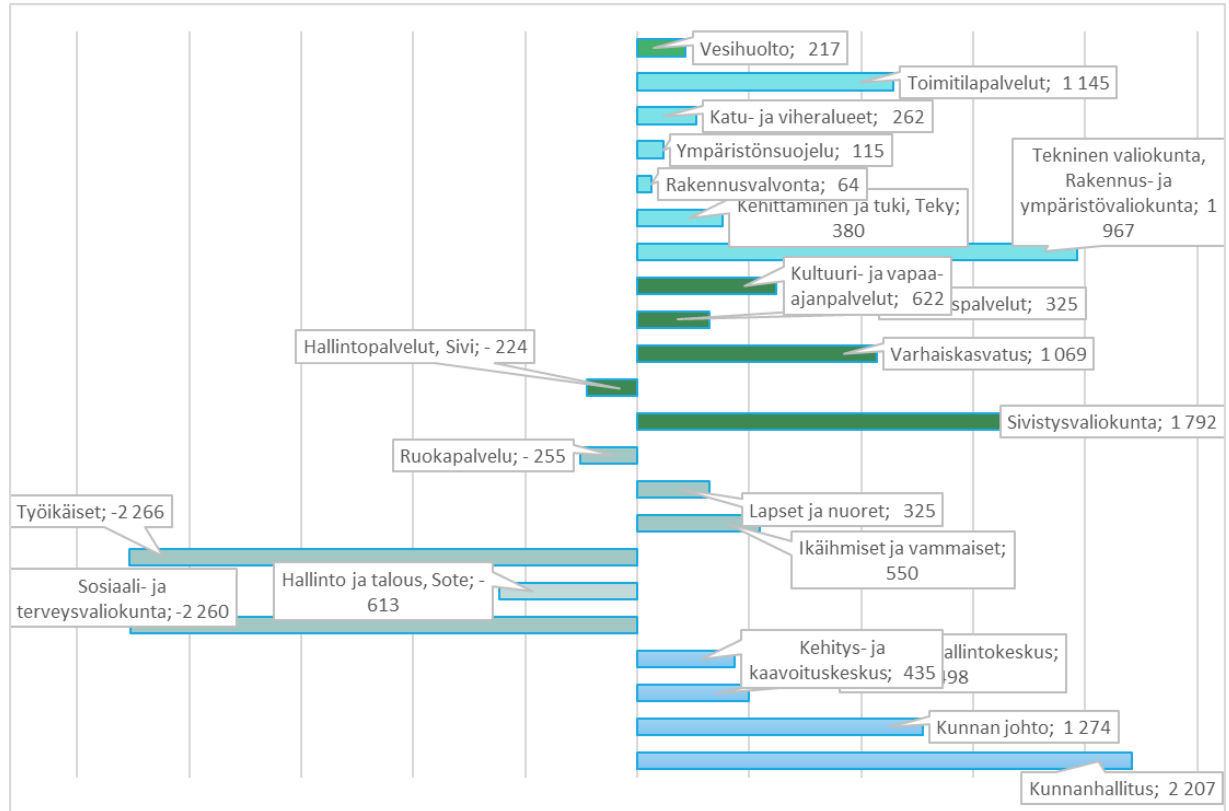 Vesihuolto; 217
Toimitilapalvelut; 1 145
Katu- ja viheralueet; 262
Ympäristönsuojelu; 115
Tekninen valiokunta,
Rakennus- ja
ympäristövaliokunta; 1
967
Rakennusvalvonta; 64
Kehittäminen ja tuki, Teky;
380
Kultuuri- ja vapaa-
ajanpalvelut; 622
325
Hallintopalvelut, Sivi; - 224
Varhaiskasvatus; 1 069
Sivistysvaliokunta; 1 792
Ruokapalvelu; - 255
Lapset ja nuoret; 325
Työikäiset; -2 266
Ikäihmiset ja vammaiset;
550
Hallinto ja talous, Sote; -
613
Sosiaali- ja
terveysvaliokunta; -2 260
Kehitys- ja
kaavoituskeskus; 435
allintokeskus;
498
Kunnan johto; 1 274
Kunnanhallitus; 2 207